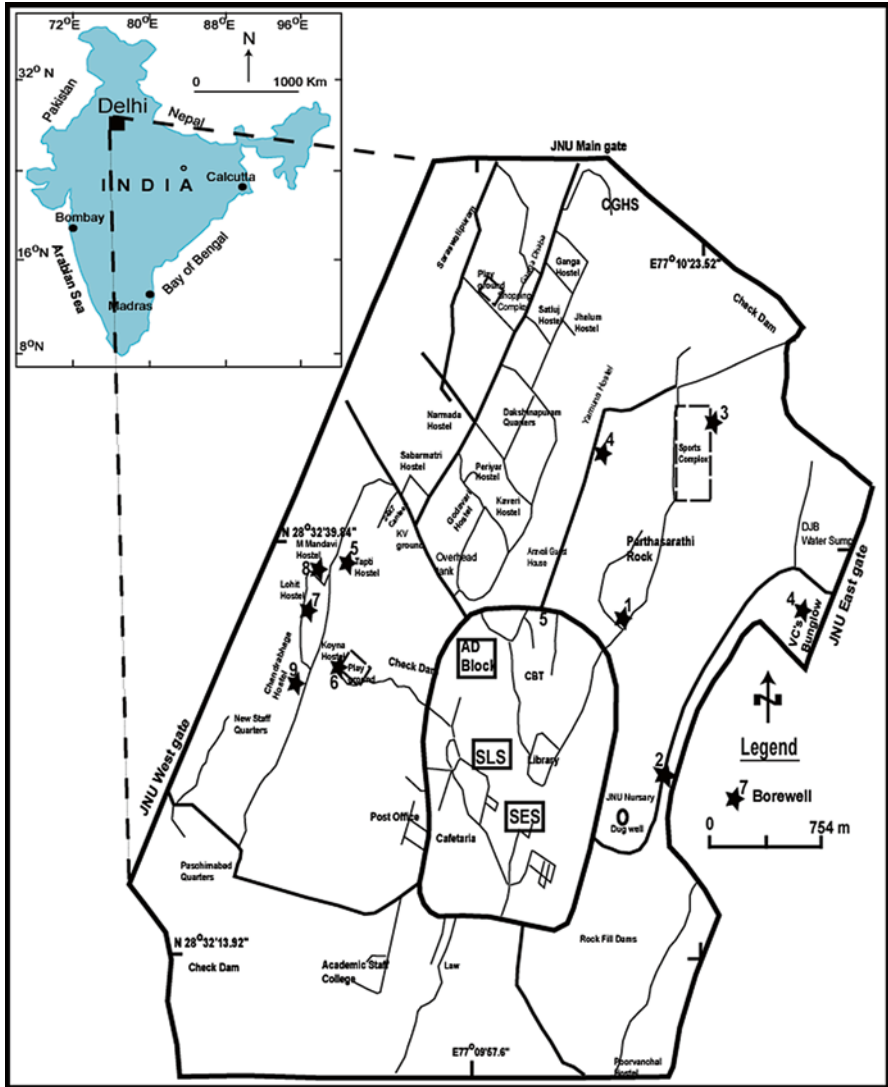 72°E
80°E
88°E
96°E
N
0
1000 Km
32° N
Pakistan
Delhi
Nepal
INDIA
Calcutta
Bombay
16°N
Arabian Sea
Bay of Bengal
Madras
8°N
JNU Main gate
CGHS
Saraswatipuram
E77°10'23.52"
Ganga
Hostel
Play
ground
Shopping
Complex
Satluj
Hostel
Jhelum
Hostel
Check Dam
Yamuna Hostel
Narmada
Hostel
Dakshinapuram
Quarters
3
4
Sports
Complex
Sabarmatri
Hostel
Periyar
Hostel
Godavari
Hostel
Kaveri
Hostel
KV
ground
N 28°32'39.84"
M Mandavi
Hostel
5
8
Tapti
Hostel
Overhead
tank
House
Parthasarathi
Rock
DJB
Water Sump
Lohit
Hostel
7
1
4
VC's
Bunglow
JNU East gate
5
Koyna
Hostel
Play
ground
Check Dam
AD
Block
CBT
Chandrabhaga
Hostel
9
6
New Staff
Quarters
JNU West gate
SLS
Library
2
N
Legend
7
Borewell
0
754 m
JNU Nursary
Dug well
Post Office
Cafetaria
SES
Paschimabad
Quarters
N 28°32'13.92"
Check Dam
Academic Staff
College
Law
Rock Fill Dams
E77°09'57.6"
Poorvanchal
Hostel